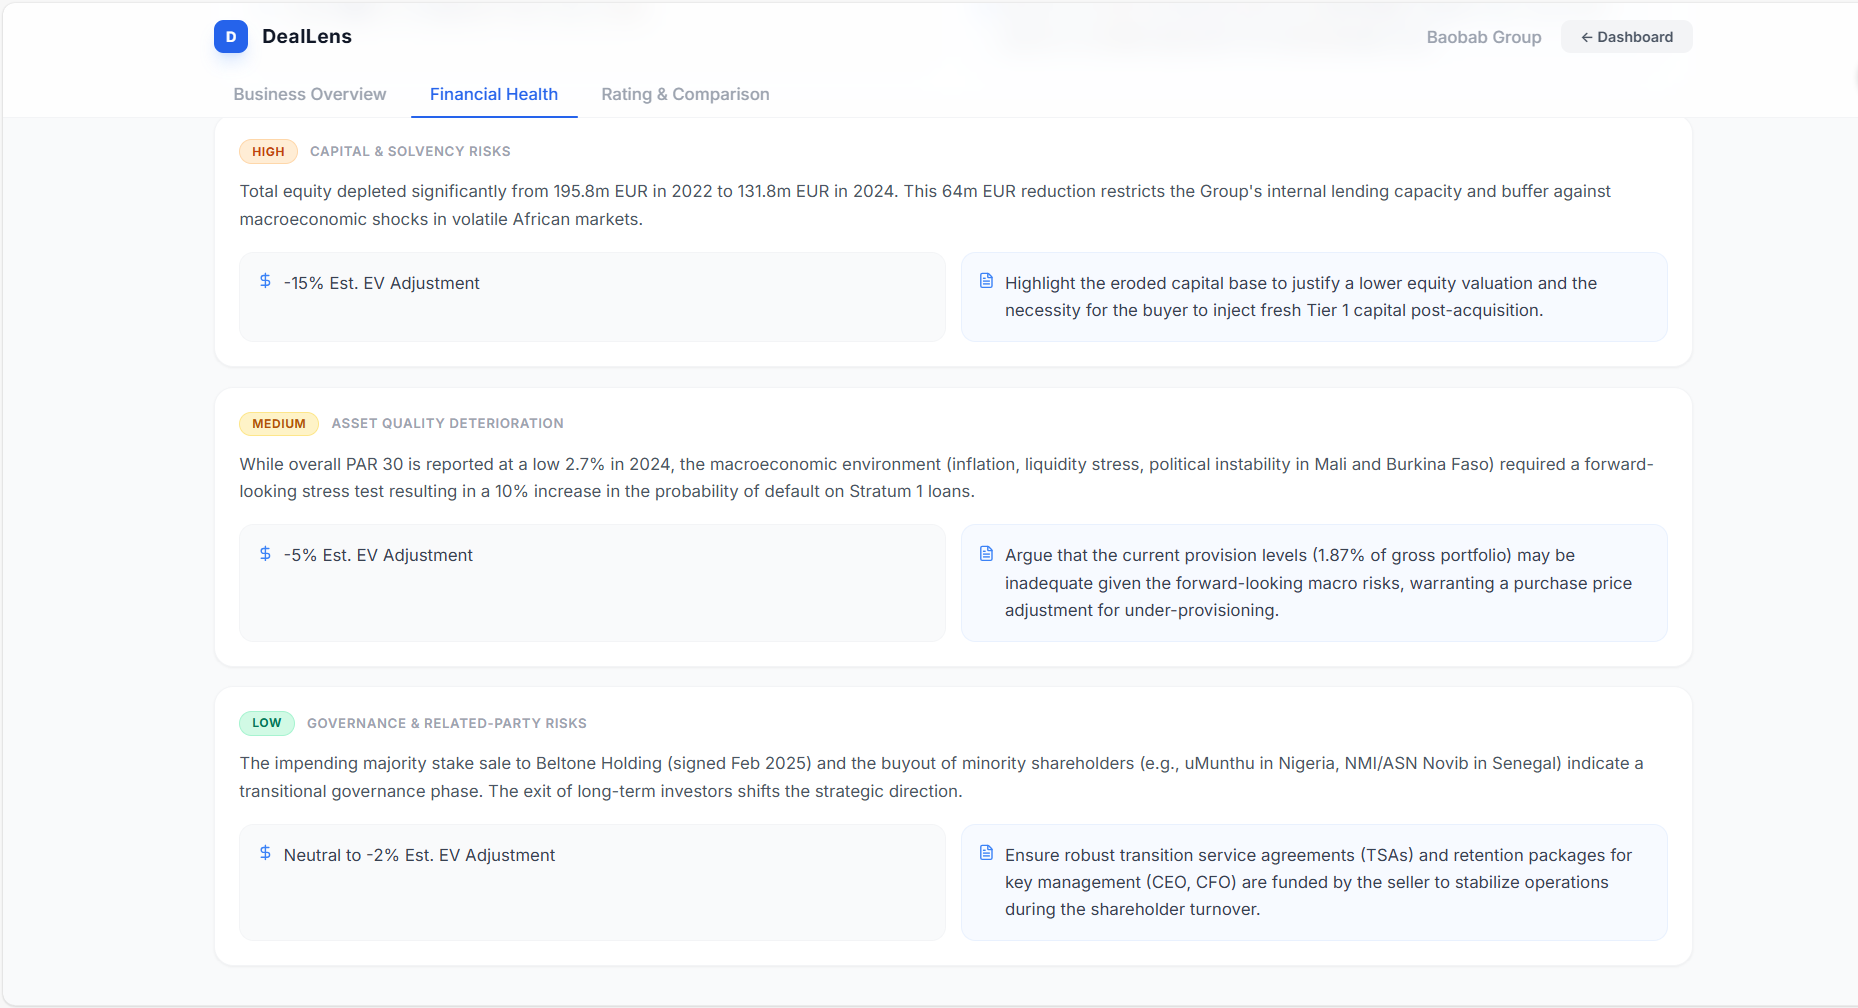 D DealLens
Baobab Group
← Dashboard
Business Overview
Financial Health
Rating & Comparison
HIGH CAPITAL & SOLVENCY RISKS
Total equity depleted significantly from 195.8m EUR in 2022 to 131.8m EUR in 2024. This 64m EUR reduction restricts the Group's internal lending capacity and buffer against
macroeconomic shocks in volatile African markets.
$ -15% Est. EV Adjustment
Highlight the eroded capital base to justify a lower equity valuation and the
necessity for the buyer to inject fresh Tier 1 capital post-acquisition.
MEDIUM ASSET QUALITY DETERIORATION
While overall PAR 30 is reported at a low 2.7% in 2024, the macroeconomic environment (inflation, liquidity stress, political instability in Mali and Burkina Faso) required a forward-
looking stress test resulting in a 10% increase in the probability of default on Stratum 1 loans.
$ -5% Est. EV Adjustment
Argue that the current provision levels (1.87% of gross portfolio) may be
inadequate given the forward-looking macro risks, warranting a purchase price
adjustment for under-provisioning.
LOW GOVERNANCE & RELATED-PARTY RISKS
The impending majority stake sale to Beltone Holding (signed Feb 2025) and the buyout of minority shareholders (e.g., uMunthu in Nigeria, NMI/ASN Novib in Senegal) indicate a
transitional governance phase. The exit of long-term investors shifts the strategic direction.
$ Neutral to -2% Est. EV Adjustment
Ensure robust transition service agreements (TSAs) and retention packages for
key management (CEO, CFO) are funded by the seller to stabilize operations
during the shareholder turnover.